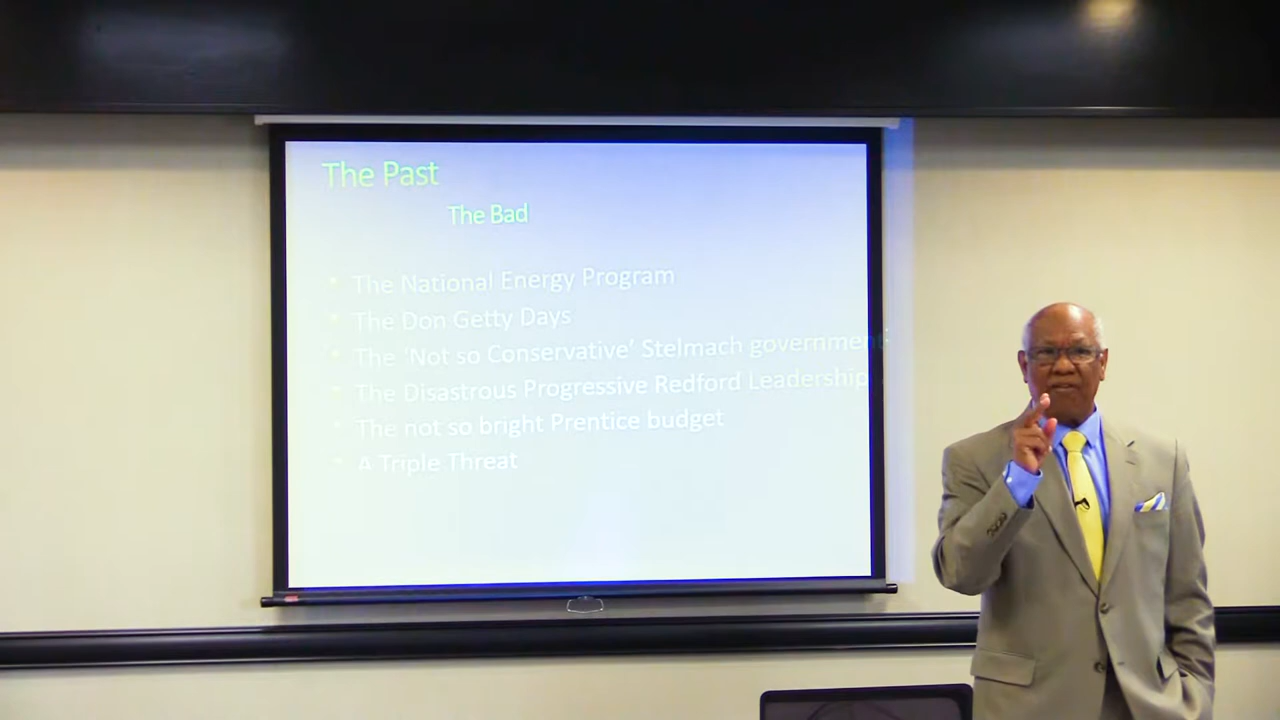 The Past
The Bad
• The National Energy Program
• The Don Getty Days
• The 'Not so Conservative' Stelmach government
• The Disastrous Progressive Redford Leadership
• The not so bright Prentice budget
A Triple Threat